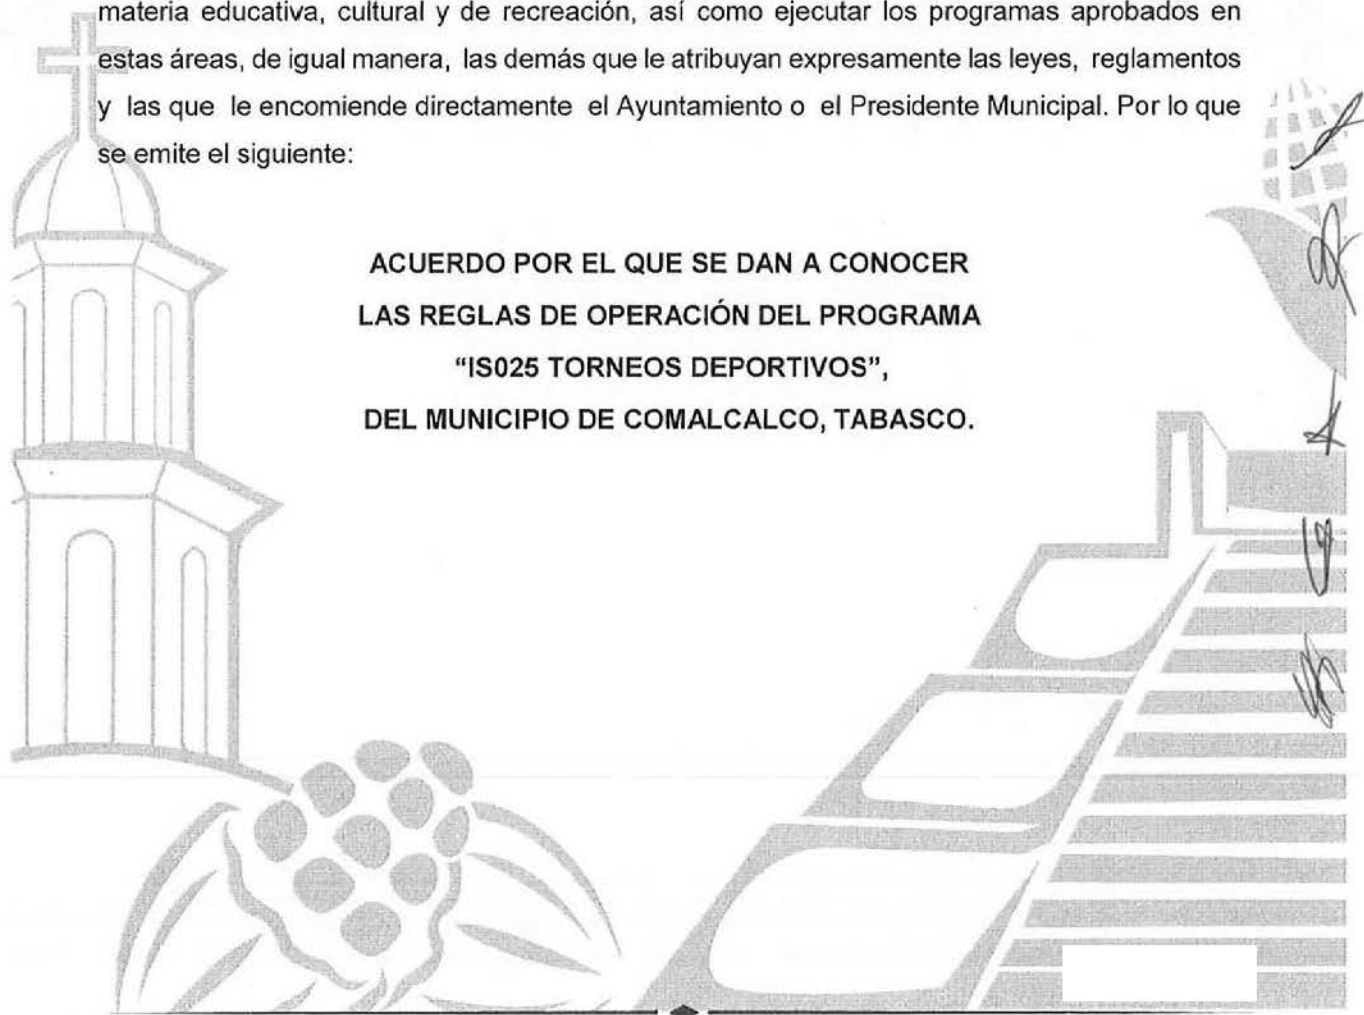 materia educativa, cultural y de recreación, así como ejecutar los programas aprobados en
estas áreas, de igual manera, las demás que le atribuyan expresamente las leyes, reglamentos
y las que le encomiende directamente el Ayuntamiento o el Presidente Municipal. Por lo que
se emite el siguiente:
ACUERDO POR EL QUE SE DAN A CONOCER
LAS REGLAS DE OPERACIÓN DEL PROGRAMA
“IS025 TORNEOS DEPORTIVOS”,
DEL MUNICIPIO DE COMALCALCO, TABASCO.